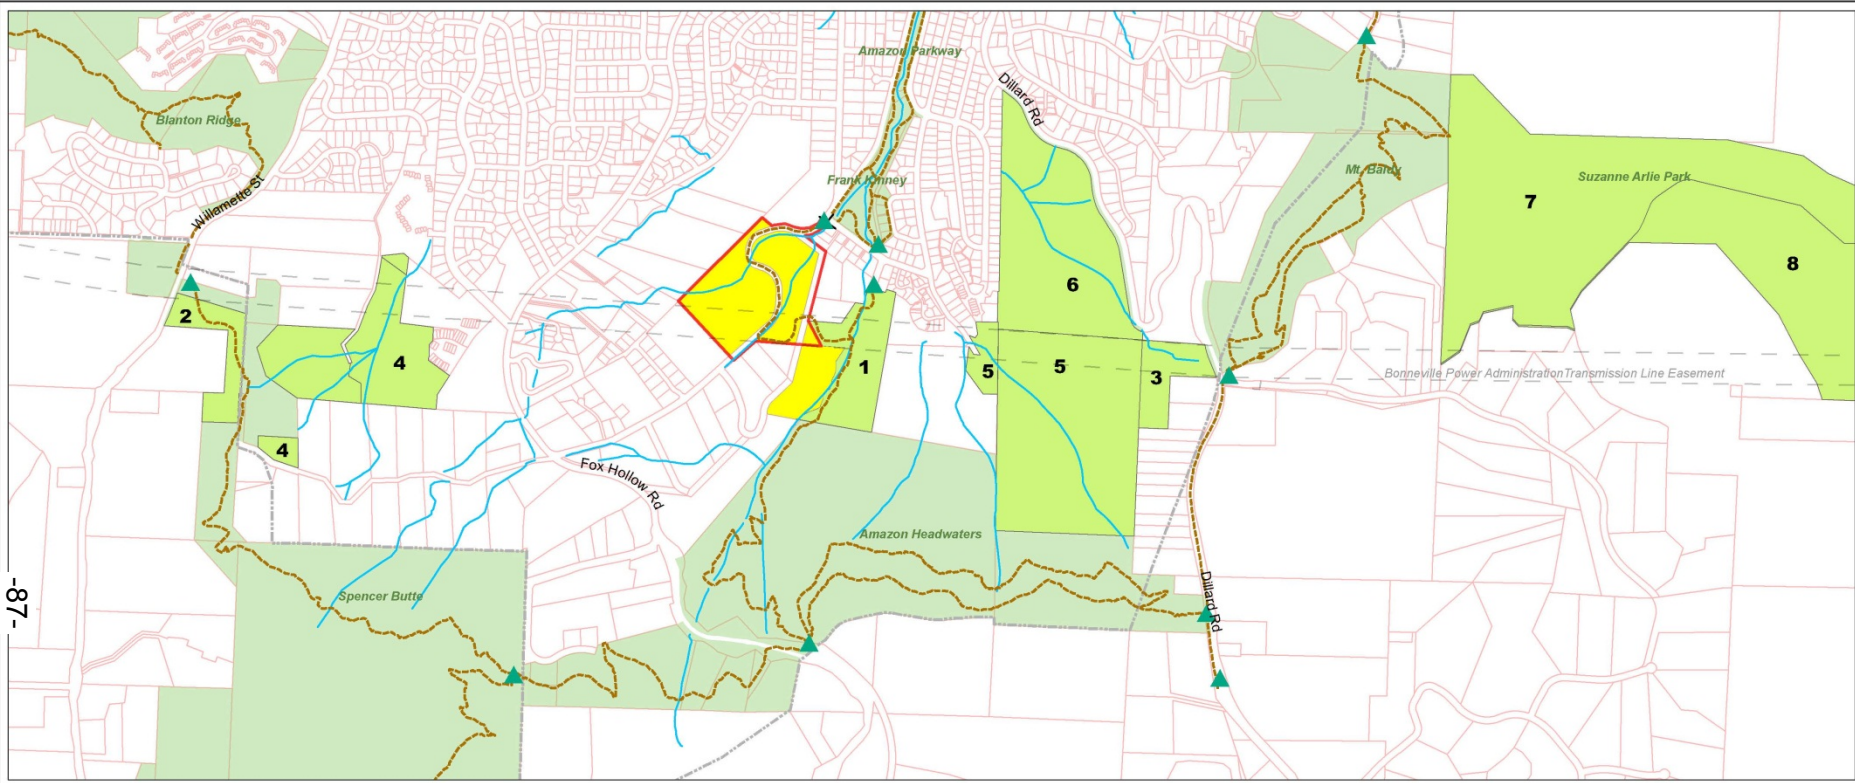 Amazon Parkway
Dillard Rd
Blanton Ridge
Mt. Baldy
Suzanne Arlie Park
Frank Kinney
Willamette St
7
8
6
2
4
1
5
5
3
Bonneville Power AdministrationTransmission Line Easement
4
Fox Hollow Rd
Amazon Headwaters
Spencer Butte
Dillard Rd
-87-